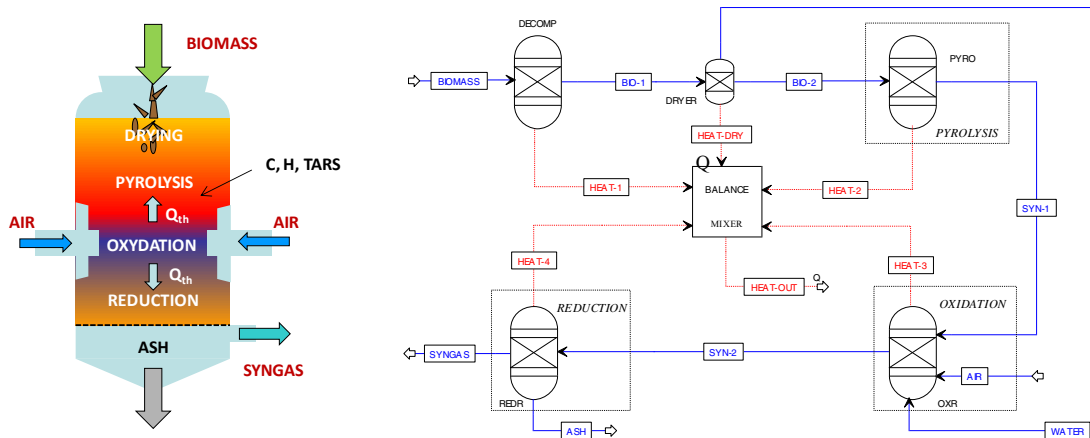 BIOMASS
DRYING
C, H, TARS
PYROLYSIS
Qth
AIR
AIR
OXYDATION
Qth
REDUCTION
ASH
SYNGAS
DECOMP
BIOMASS
BIO-1
DRYER
BIO-2
PYRO
PYROLYSIS
HEAT-DRY
Q
HEAT-1
BALANCE
HEAT-2
MIXER
SYN-1
HEAT-4
HEAT-3
HEAT-OUT
Q
REDUCTION
OXIDATION
SYNGAS
SYN-2
AIR
REDR
OXR
ASH
WATER